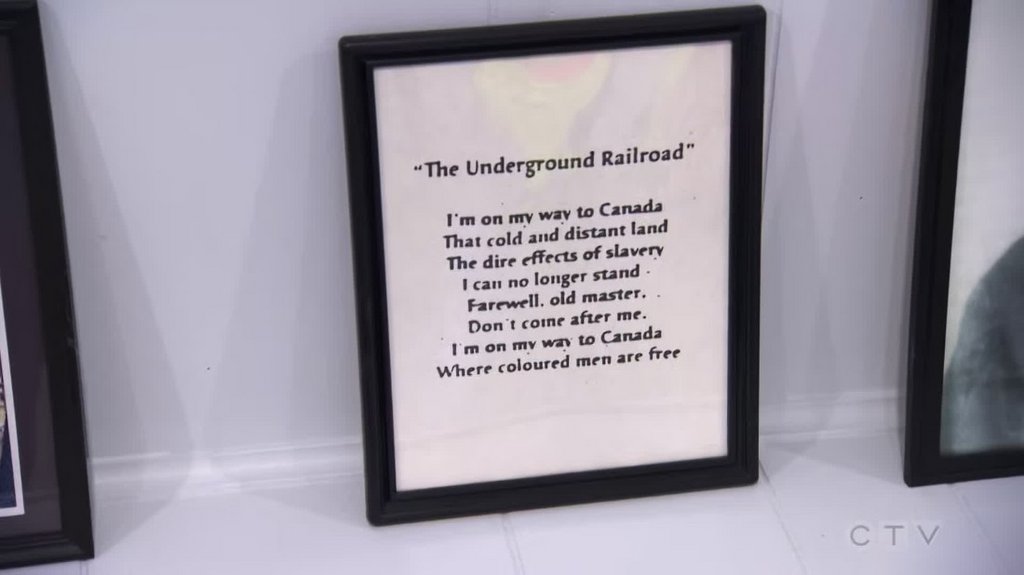 "The Underground Railroad"
I'm on my way to Canada
That cold and distant land
The dire effects of slavery
I can no longer stand -
Farewell, old master,
Don't come after me.
I'm on my way to Canada
Where coloured men are free
CTV